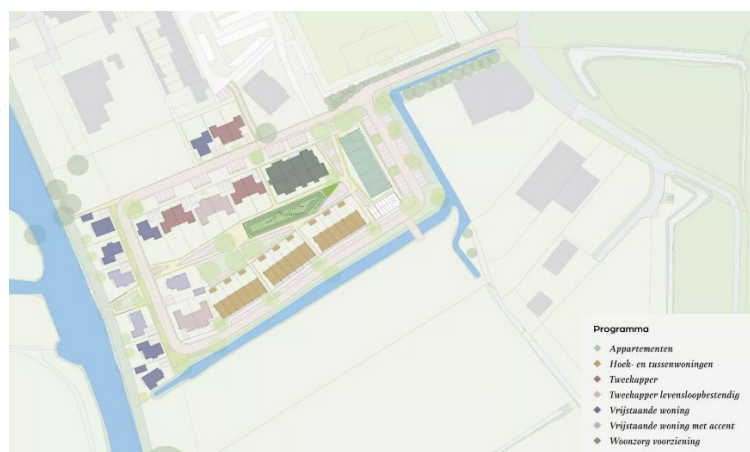 Programma
Appartementen
Hoek- en tussenwoningen
Tweekapper
Tweekapper levensloopbestendig
Vrijstaande woning
Vrijstaande woning met accent
Woonzorg voorziening